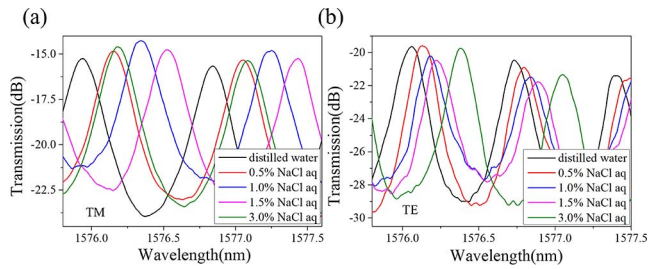 (a)
(b)
Transmission(dB)
-15.0
-17.5
-20.0
-22.5
distilled water
0.5% NaCl aq
1.0% NaCl aq
1.5% NaCl aq
3.0% NaCl aq
TM
1576.0
1576.5
1577.0
1577.5
Wavelength(nm)
Transmission(dB)
-20
-22
-24
-26
-28
-30
distilled water
0.5% NaCl aq
1.0% NaCl aq
1.5% NaCl aq
3.0% NaCl aq
TE
1576.0
1576.5
1577.0
1577.5
Wavelength(nm)